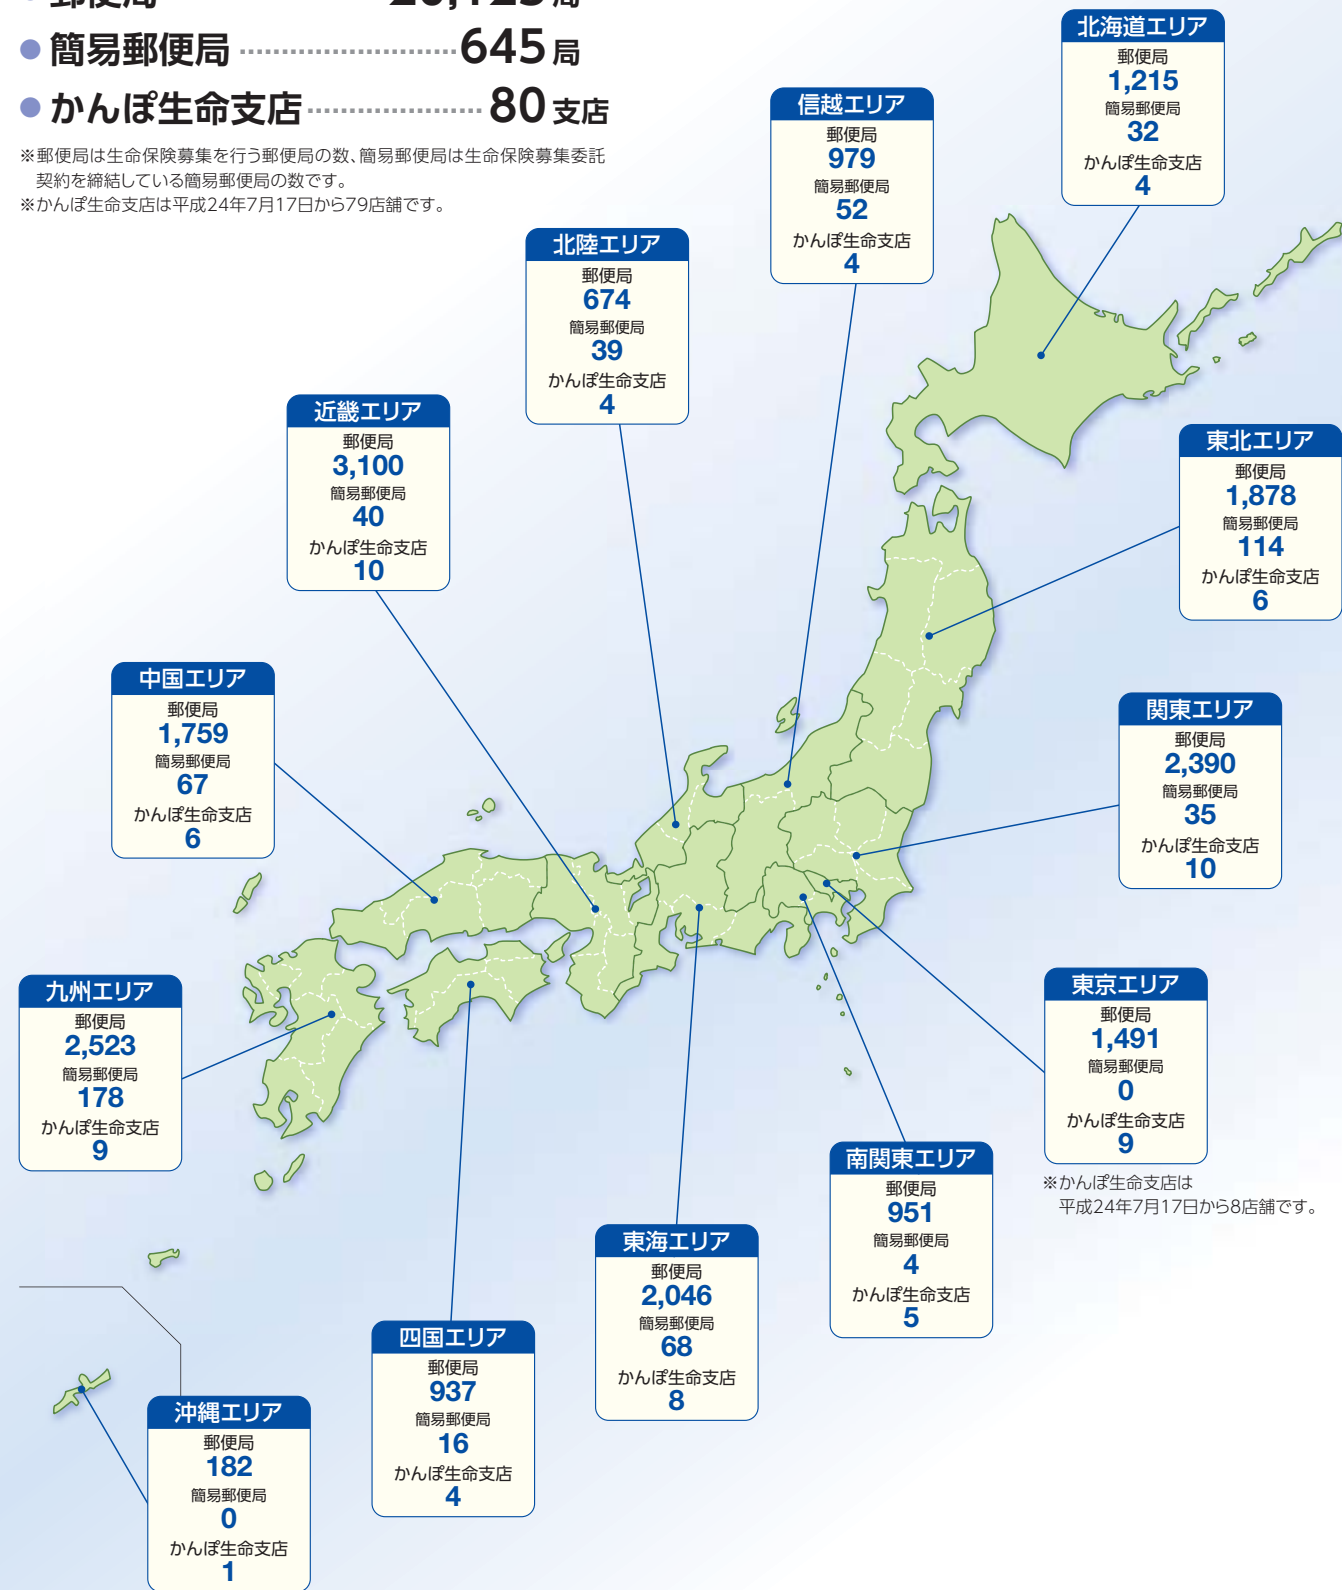 ●郵便局 20,125局
●簡易郵便局 645局
●かんぽ生命支店 80支店
※郵便局は生命保険募集を行う郵便局の数、簡易郵便局は生命保険募集委託
契約を締結している簡易郵便局の数です。
※かんぽ生命支店は平成24年7月17日から79店舗です。
北海道エリア
郵便局
1,215
簡易郵便局
32
かんぽ生命支店
4
信越エリア
郵便局
979
簡易郵便局
52
かんぽ生命支店
4
北陸エリア
郵便局
674
簡易郵便局
39
かんぽ生命支店
4
近畿エリア
郵便局
3,100
簡易郵便局
40
かんぽ生命支店
10
東北エリア
郵便局
1,878
簡易郵便局
114
かんぽ生命支店
6
中国エリア
郵便局
1,759
簡易郵便局
67
かんぽ生命支店
6
関東エリア
郵便局
2,390
簡易郵便局
35
かんぽ生命支店
10
九州エリア
郵便局
2,523
簡易郵便局
178
かんぽ生命支店
9
東京エリア
郵便局
1,491
簡易郵便局
0
かんぽ生命支店
9
※かんぽ生命支店は
平成24年7月17日から8店舗です。
南関東エリア
郵便局
951
簡易郵便局
4
かんぽ生命支店
5
東海エリア
郵便局
2,046
簡易郵便局
68
かんぽ生命支店
8
四国エリア
郵便局
937
簡易郵便局
16
かんぽ生命支店
4
沖縄エリア
郵便局
182
簡易郵便局
0
かんぽ生命支店
1